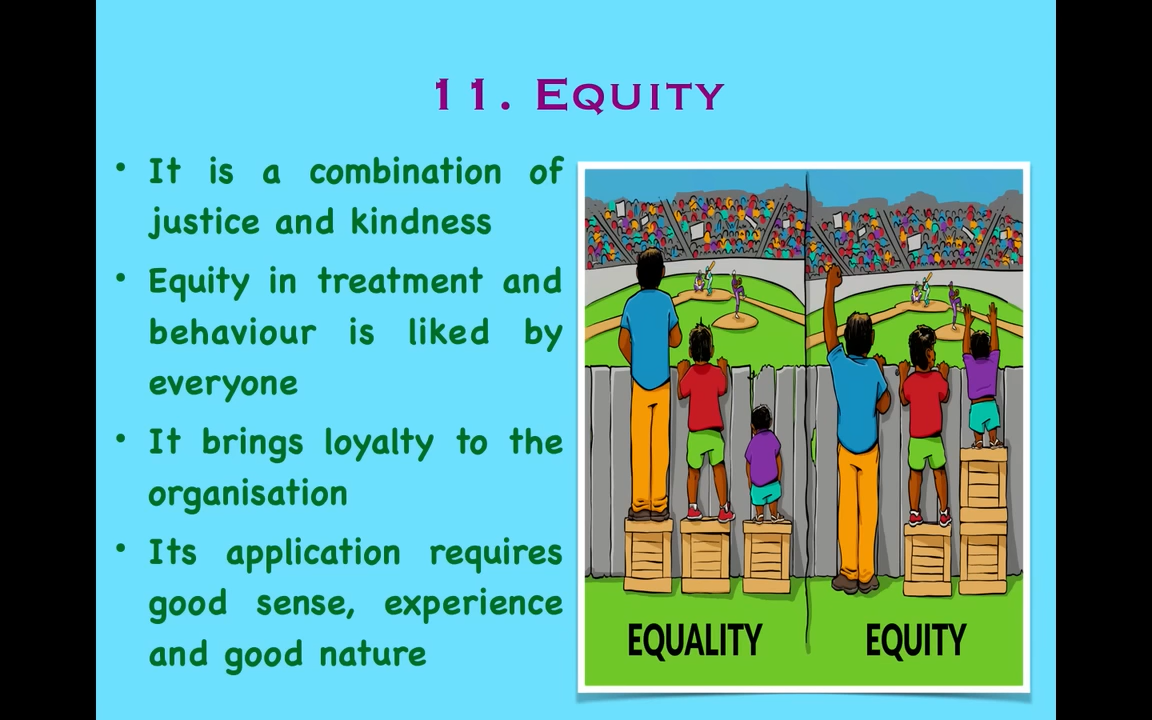 11. Equity
• It is a combination of
justice and kindness
• Equity in treatment and
behaviour is liked by
everyone
• It brings loyalty to the
organisation
• Its application requires
good sense, experience
and good nature
EQUALITY
EQUITY